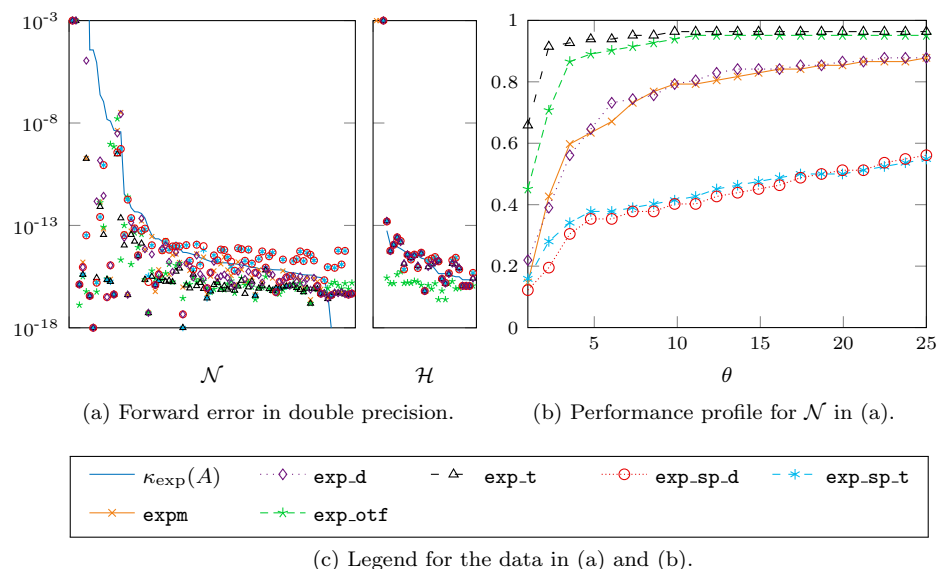 10^{-3}
10^{-8}
10^{-13}
10^{-18}
𝒩
ℋ
1
0.8
0.6
0.4
0.2
0
5
10
15
20
25
θ
(a) Forward error in double precision.
(b) Performance profile for 𝒩 in (a).
κ_exp(A)
exp_d
exp_t
exp_sp_d
exp_sp_t
expm
exp_otf
(c) Legend for the data in (a) and (b).